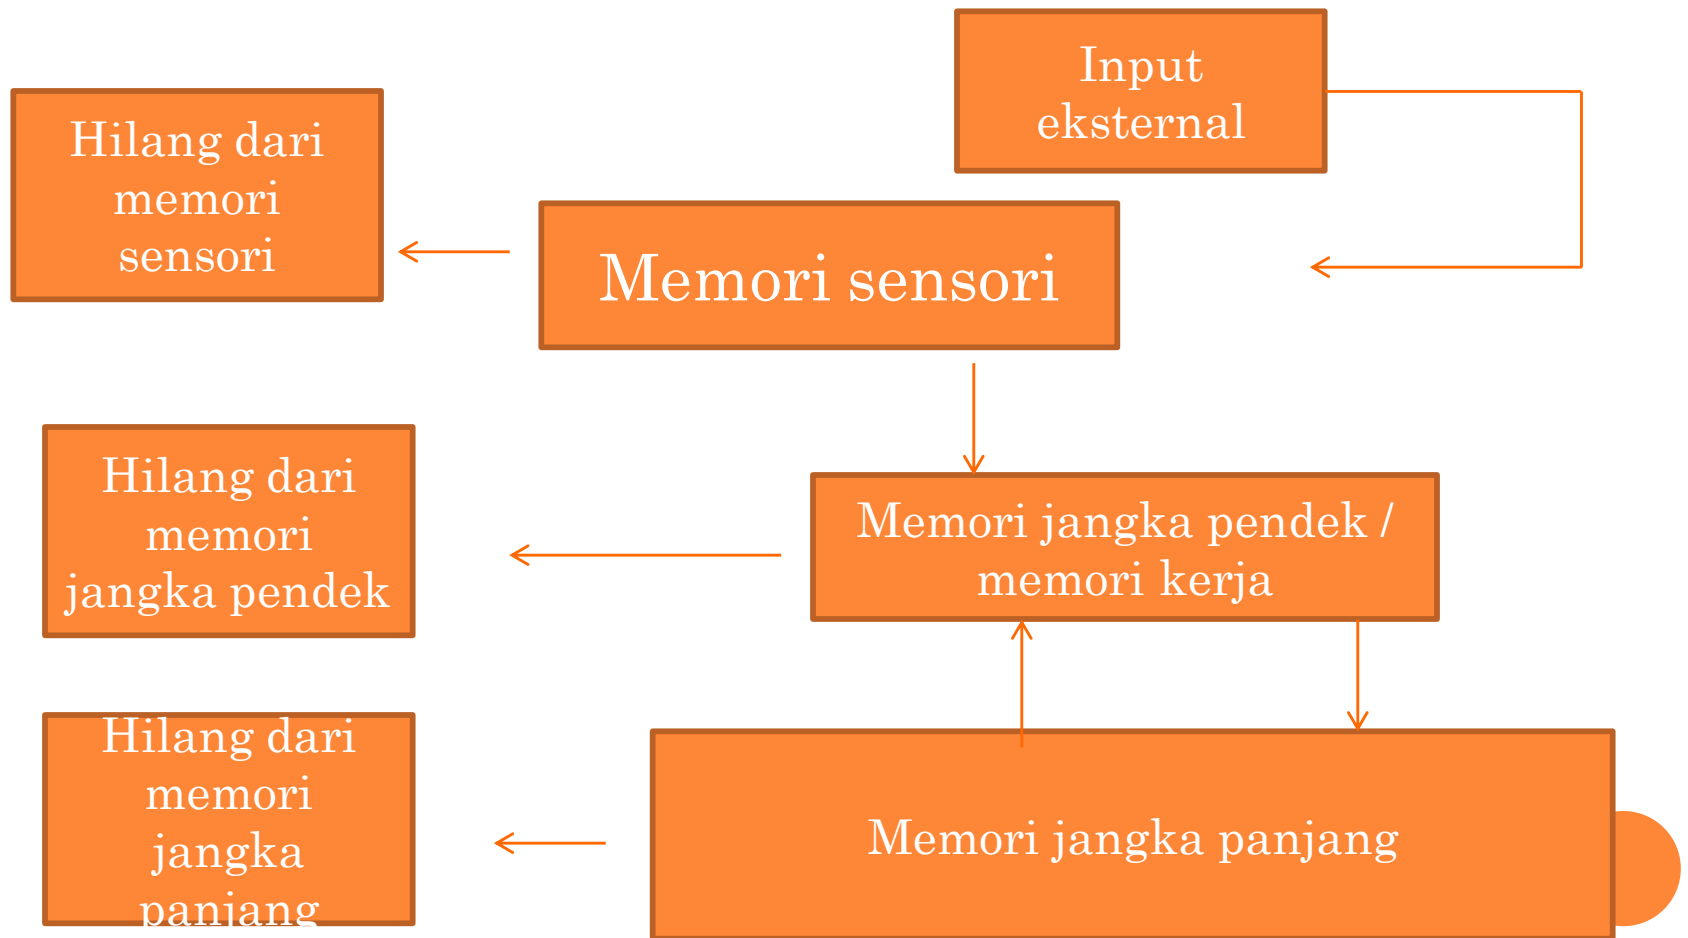 Input
eksternal
Hilang dari
memori
sensori
Memori sensori
Hilang dari
memori
jangka pendek
Memori jangka pendek /
memori kerja
Hilang dari
memori
jangka
panjang
Memori jangka panjang